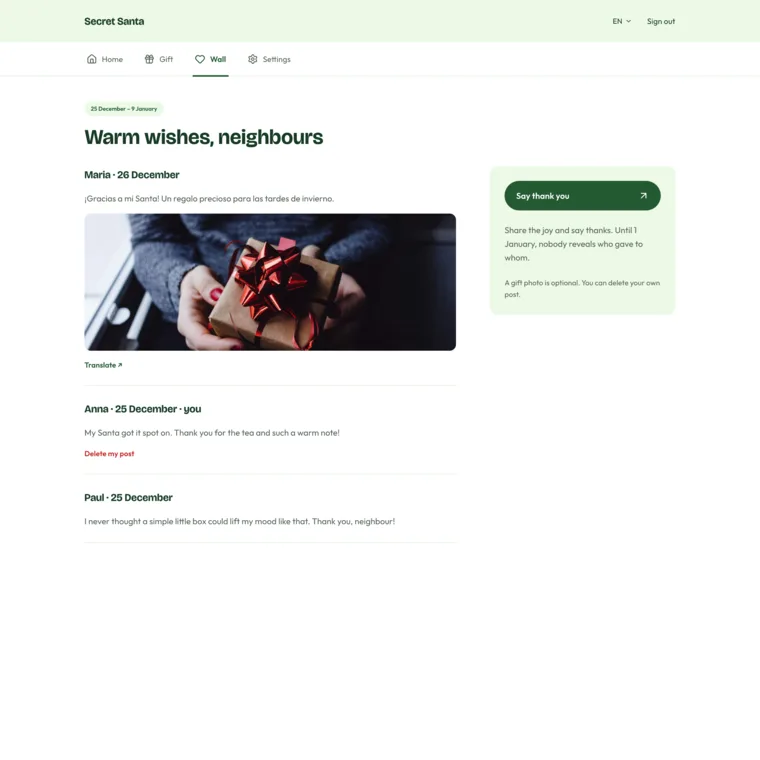 Secret Santa
EN
Sign out
Home
Gift
Wall
Settings
25 December – 9 January
Warm wishes, neighbours
Maria · 26 December
¡Gracias a mi Santa! Un regalo precioso para las tardes de invierno.
Translate ↗
Anna · 25 December · you
My Santa got it spot on. Thank you for the tea and such a warm note!
Delete my post
Paul · 25 December
I never thought a simple little box could lift my mood like that. Thank you, neighbour!
Say thank you
Share the joy and say thanks. Until 1
January, nobody reveals who gave to
whom.
A gift photo is optional. You can delete your own
post.